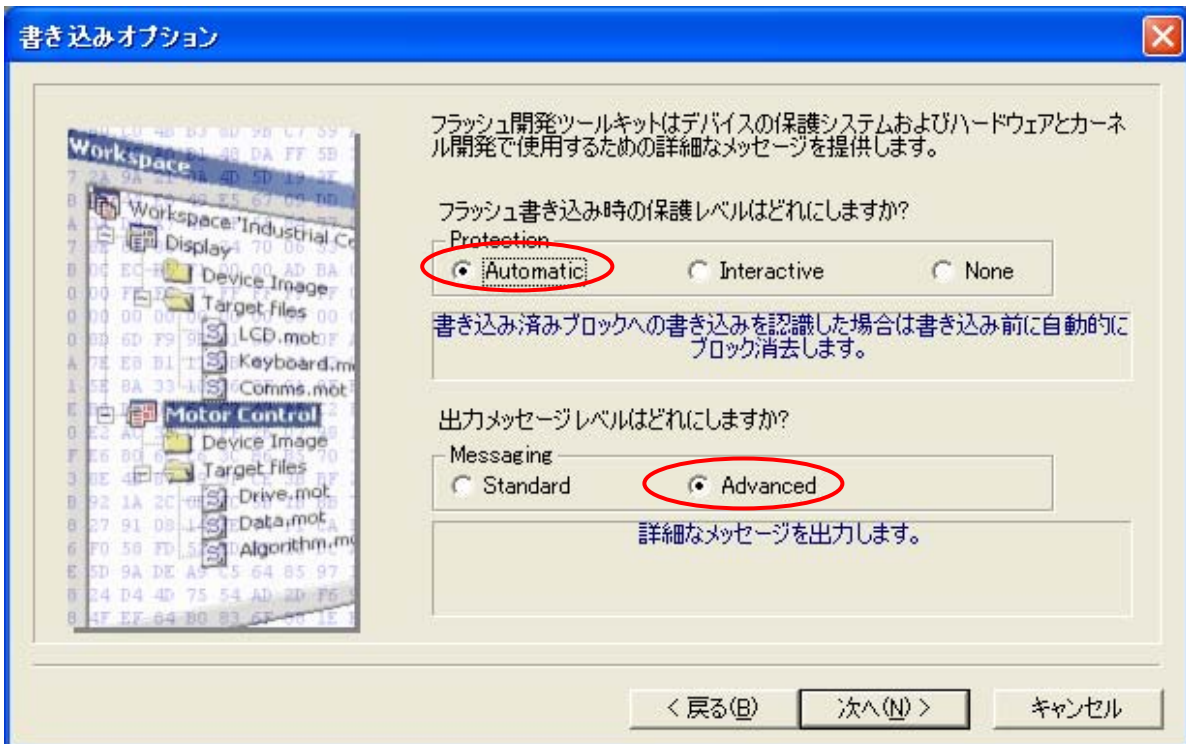 書き込みオプション
フラッシュ開発ツールキットはデバイスの保護システムおよびハードウェアとカーネ
ル開発で使用するための詳細なメッセージを提供します。
フラッシュ書き込み時の保護レベルはどれにしますか?
Protection
Automatic Interactive None
書き込み済みブロックへの書き込みを認識した場合は書き込み前に自動的に
ブロック消去します。
出力メッセージレベルはどれにしますか?
Messaging
Standard Advanced
詳細なメッセージを出力します。
Workspace
Workspace 'Industrial Co
Display
Device Image
Target files
LCD.mot
Keyboard.m
Comms.mot
Motor Control
Device Image
Target files
Drive.mot
Data.mot
Algorithm.m
< 戻る(B) 次へ(N) > キャンセル